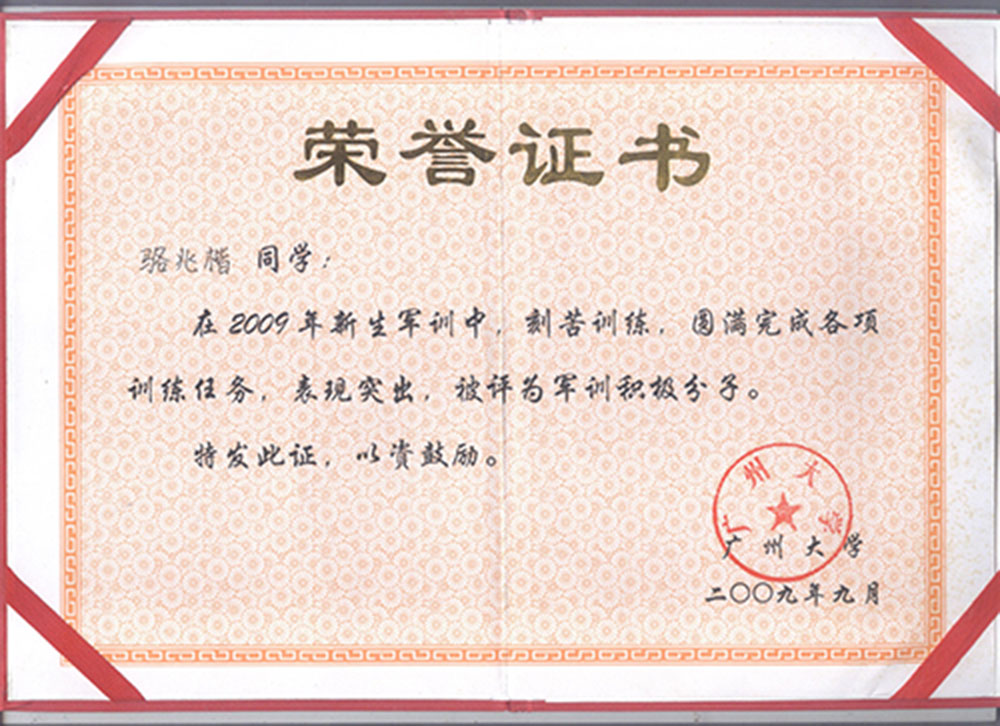 荣誉证书
骆兆楷 同学：
在2009年新生军训中，刻苦训练，圆满完成各项
训练任务，表现突出，被评为军训积极分子。
特发此证，以资鼓励。
广州大学
广州大学
二〇〇九年九月